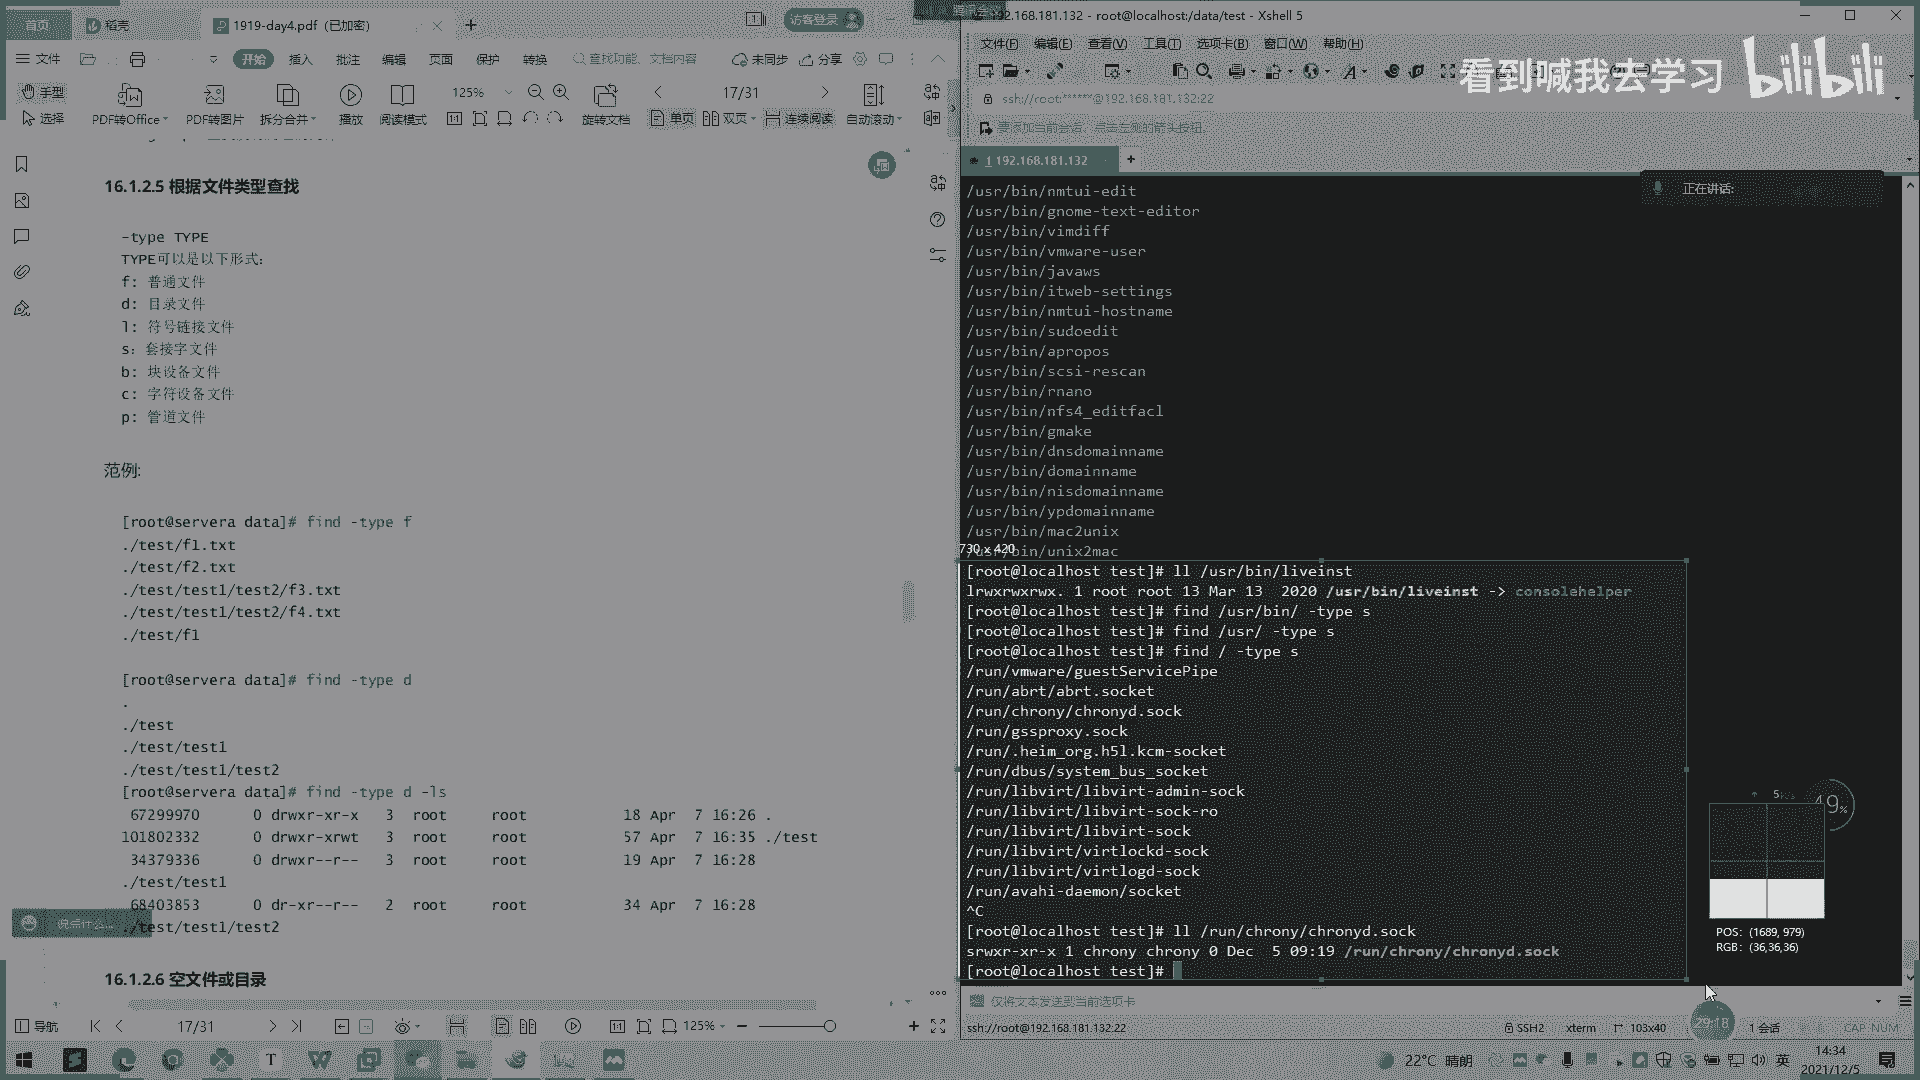 首页
稻壳
1919-day4.pdf (已加密)
访客登录
文件
开始
插入
批注
编辑
页面
保护
转换
查找功能、文档内容
未同步
分享
手型
选择
PDF转Office
PDF转图片
拆分合并
播放
阅读模式
125%
17/31
旋转文档
单页
双页
连续阅读
自动滚动
16.1.2.5 根据文件类型查找
-type TYPE
TYPE可以是以下形式:
f: 普通文件
d: 目录文件
l: 符号链接文件
s: 套接字文件
b: 块设备文件
c: 字符设备文件
p: 管道文件
范例:
[root@servera data]# find -type f
./test/f1.txt
./test/f2.txt
./test/test1/test2/f3.txt
./test/test1/test2/f4.txt
./test/f1
[root@servera data]# find -type d
.
./test
./test/test1
./test/test1/test2
[root@servera data]# find -type d -ls
67299970 0 drwxr-xr-x 3 root root 18 Apr 7 16:26 .
101802332 0 drwxr-xrwt 3 root root 57 Apr 7 16:35 ./test
34379336 0 drwxr--r-- 3 root root 19 Apr 7 16:28
./test/test1
68403853 0 dr-xr--r-- 2 root root 34 Apr 7 16:28
./test/test1/test2
说点什么...
16.1.2.6 空文件或目录
导航
17/31
125%
192.168.181.132 - root@localhost:/data/test - Xshell 5
文件(F) 编辑(E) 查看(V) 工具(T) 选项卡(B) 窗口(W) 帮助(H)
看到喊我去学习 bilibili
ssh://root:******@192.168.181.132:22
要添加当前会话，点击左侧的箭头按钮。
1 192.168.181.132
正在讲话:
/usr/bin/nmtui-edit
/usr/bin/gnome-text-editor
/usr/bin/vimdiff
/usr/bin/vmware-user
/usr/bin/javaws
/usr/bin/itweb-settings
/usr/bin/nmtui-hostname
/usr/bin/sudoedit
/usr/bin/apropos
/usr/bin/scsi-rescan
/usr/bin/rnano
/usr/bin/nfs4_editfacl
/usr/bin/gmake
/usr/bin/dnsdomainname
/usr/bin/domainname
/usr/bin/nisdomainname
/usr/bin/ypdomainname
/usr/bin/mac2unix
/usr/bin/unix2mac
730 x 420
[root@localhost test]# ll /usr/bin/liveinst
lrwxrwxrwx. 1 root root 13 Mar 13  2020 /usr/bin/liveinst -> consolehelper
[root@localhost test]# find /usr/bin/ -type s
[root@localhost test]# find /usr/ -type s
[root@localhost test]# find / -type s
/run/vmware/guestServicePipe
/run/abrt/abrt.socket
/run/chrony/chronyd.sock
/run/gssproxy.sock
/run/.heim_org.h5l.kcm-socket
/run/dbus/system_bus_socket
/run/libvirt/libvirt-admin-sock
/run/libvirt/libvirt-sock-ro
/run/libvirt/libvirt-sock
/run/libvirt/virtlockd-sock
/run/libvirt/virtlogd-sock
/run/avahi-daemon/socket
^C
[root@localhost test]# ll /run/chrony/chronyd.sock
srwxr-xr-x 1 chrony chrony 0 Dec  5 09:19 /run/chrony/chronyd.sock
[root@localhost test]#
49%
POS: (1689, 979)
RGB: (36,36,36)
仅将文本发送到当前选项卡
ssh://root@192.168.181.132:22
SSH2
xterm
103x40
29:18
1 会话
CAP NUM
22°C 晴朗
英
14:34
2021/12/5